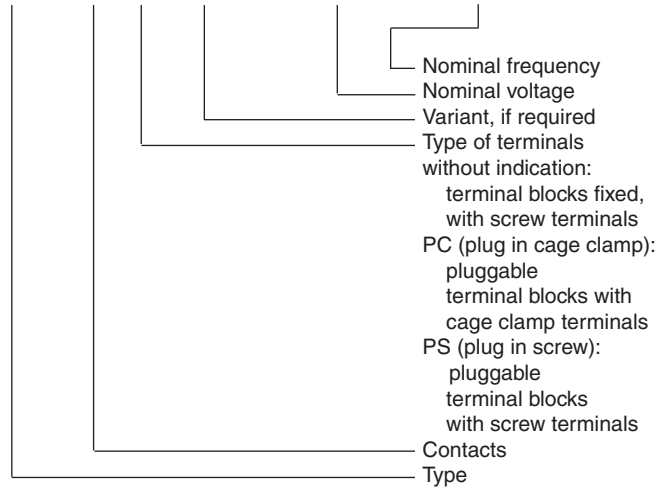 Nominal frequency
Nominal voltage
Variant, if required
Type of terminals
without indication:
terminal blocks fixed,
with screw terminals
PC (plug in cage clamp):
pluggable
terminal blocks with
cage clamp terminals
PS (plug in screw):
pluggable
terminal blocks
with screw terminals
Contacts
Type